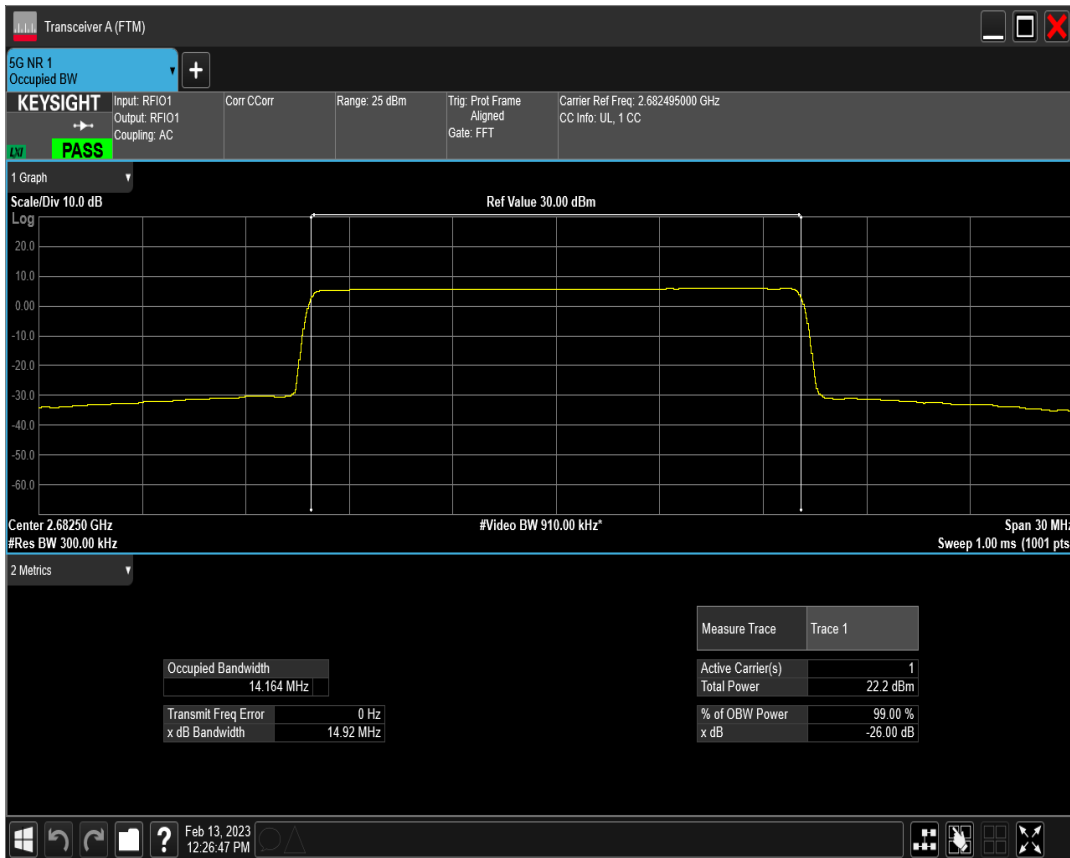 Transceiver A (FTM)
5G NR 1
Occupied BW
+
KEYSIGHT
LXI
PASS
Input: RFIO1
Output: RFIO1
Coupling: AC
Corr CCorr
Range: 25 dBm
Trig: Prot Frame
Aligned
Gate: FFT
Carrier Ref Freq: 2.682495000 GHz
CC Info: UL, 1 CC
1 Graph
Scale/Div 10.0 dB
Ref Value 30.00 dBm
Log
20.0
10.0
0.00
-10.0
-20.0
-30.0
-40.0
-50.0
-60.0
Center 2.68250 GHz
#Video BW 910.00 kHz*
Span 30 MHz
#Res BW 300.00 kHz
Sweep 1.00 ms (1001 pts
2 Metrics
Measure Trace Trace 1
Occupied Bandwidth
14.164 MHz
Active Carrier(s) 1
Total Power 22.2 dBm
Transmit Freq Error 0 Hz
x dB Bandwidth 14.92 MHz
% of OBW Power 99.00 %
x dB -26.00 dB
?
Feb 13, 2023
12:26:47 PM